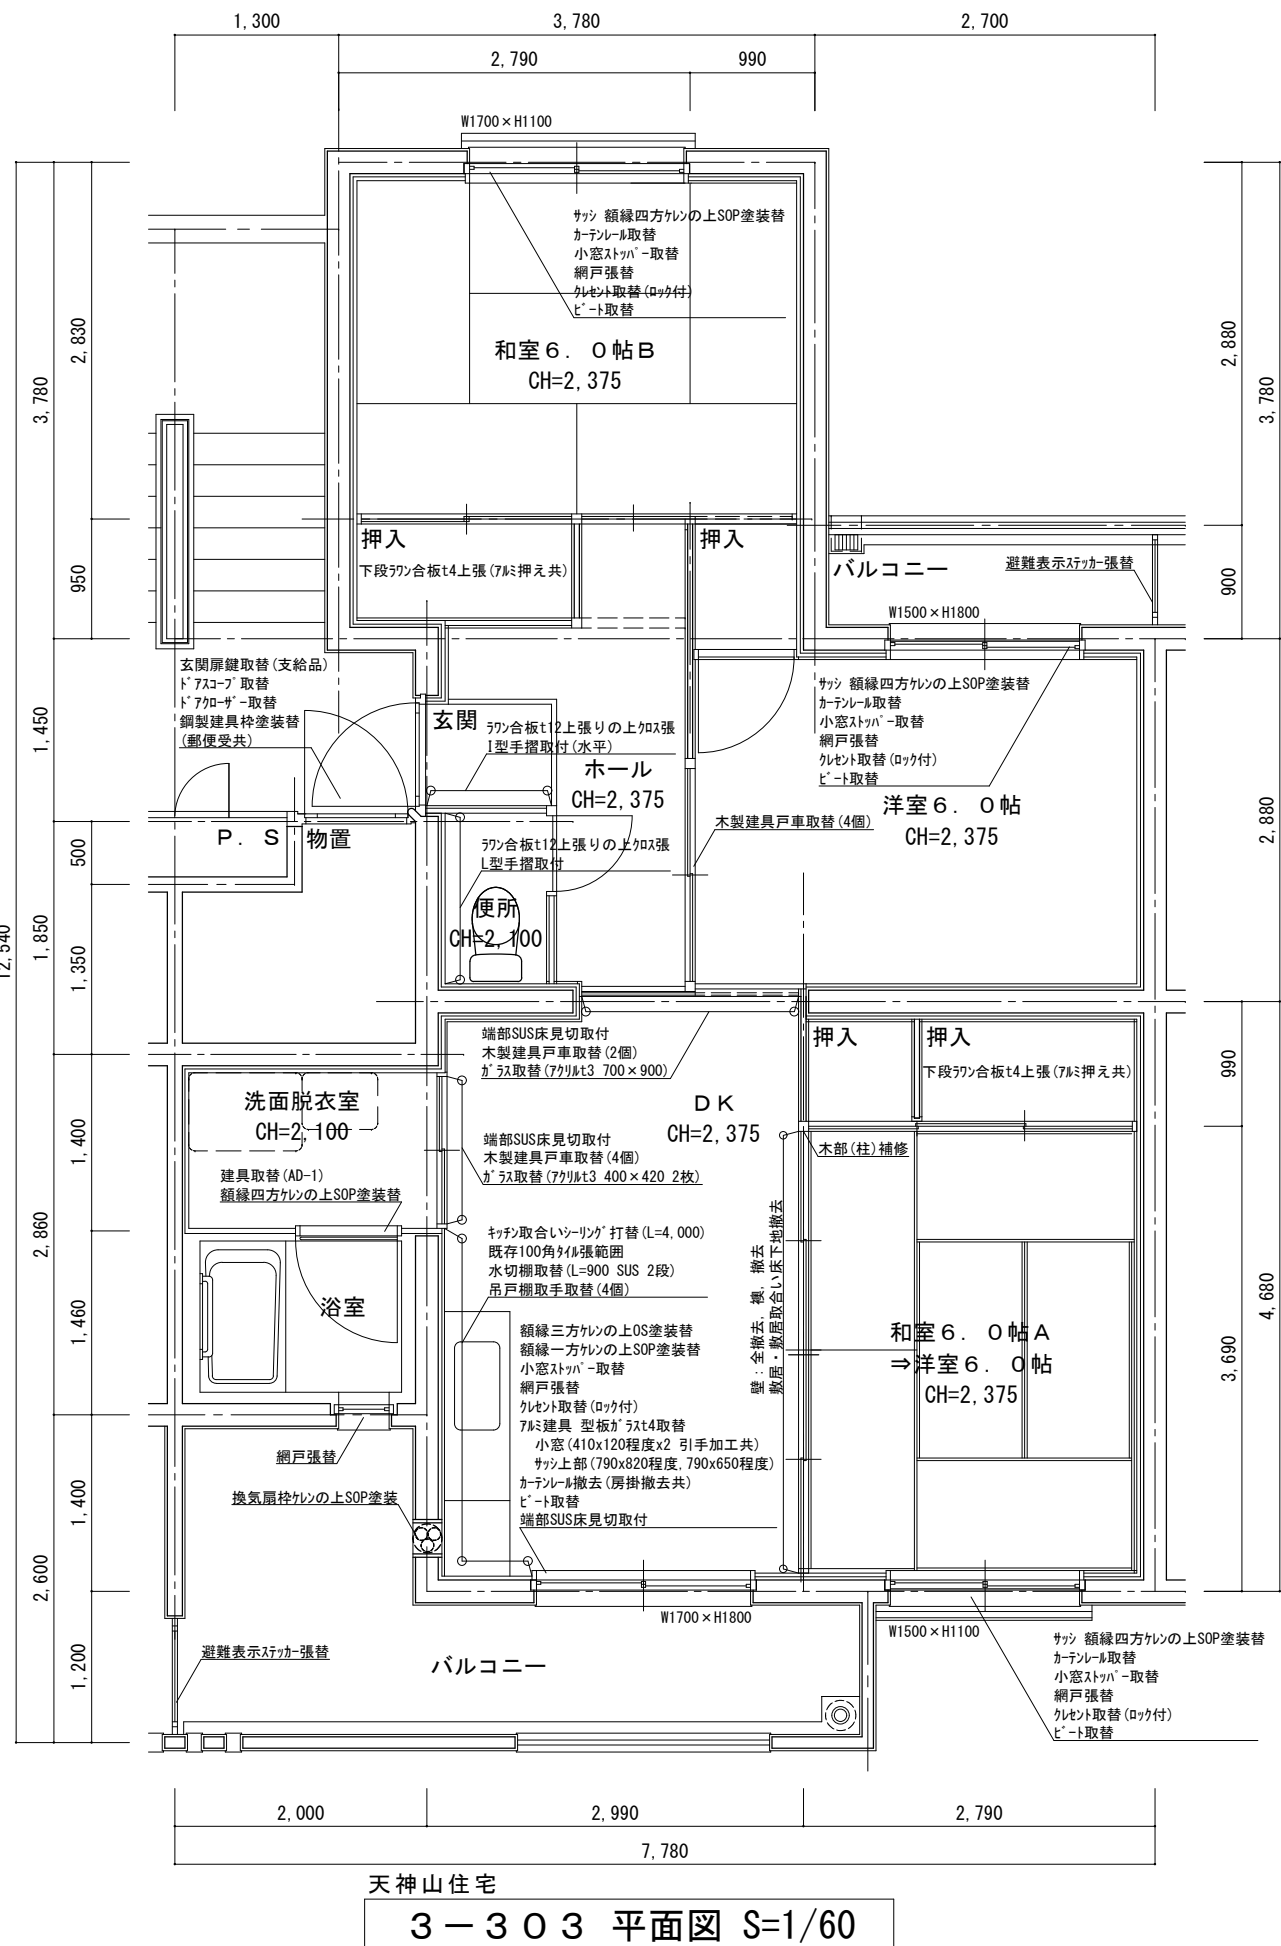 1,300
3,780
2,700
2,790
990
W1700×H1100
ｻｯｼ 額縁四方ｹﾚﾝの上SOP塗装替
ｶｰﾃﾝﾚｰﾙ取替
小窓ｽﾄｯﾊﾟｰ取替
網戸張替
ｸﾚｾﾝﾄ取替(ﾛｯｸ付)
ﾋﾞｰﾄ取替
和室６．０帖Ｂ
CH=2,375
2,830
3,780
950
2,880
3,780
900
押入
下段ﾗﾜﾝ合板t4上張(ｱﾙﾐ押え共)
押入
バルコニー
避難表示ｽﾃｯｶｰ張替
W1500×H1800
玄関扉鍵取替(支給品)
ﾄﾞｱｽｺｰﾌﾟ取替
ﾄﾞｱｸﾛｰｻﾞｰ取替
鋼製建具枠塗装替
(郵便受共)
玄関
ﾗﾜﾝ合板t12上張りの上ｸﾛｽ張
I型手摺取付(水平)
ホール
CH=2,375
ｻｯｼ 額縁四方ｹﾚﾝの上SOP塗装替
ｶｰﾃﾝﾚｰﾙ取替
小窓ｽﾄｯﾊﾟｰ取替
網戸張替
ｸﾚｾﾝﾄ取替(ﾛｯｸ付)
ﾋﾞｰﾄ取替
洋室６．０帖
CH=2,375
木製建具戸車取替(4個)
1,450
500
1,850
1,350
12,540
2,880
Ｐ．Ｓ
物置
ﾗﾜﾝ合板t12上張りの上ｸﾛｽ張
L型手摺取付
便所
CH=2,100
端部SUS床見切取付
木製建具戸車取替(2個)
ｶﾞﾗｽ取替(ｱｸﾘﾙt3 700×900)
押入
押入
下段ﾗﾜﾝ合板t4上張(ｱﾙﾐ押え共)
990
洗面脱衣室
CH=2,100
ＤＫ
CH=2,375
端部SUS床見切取付
木製建具戸車取替(4個)
ｶﾞﾗｽ取替(ｱｸﾘﾙt3 400×420 2枚)
木部(柱)補修
建具取替(AD-1)
額縁四方ｹﾚﾝの上SOP塗装替
1,400
2,860
1,460
4,680
3,690
ｷｯﾁﾝ取合いｼｰﾘﾝｸﾞ打替(L=4,000)
既存100角ﾀｲﾙ張範囲
水切棚取替(L=900 SUS 2段)
吊戸棚取手取替(4個)
壁：全撤去，襖，撤去
敷居・敷居取合い床下地撤去
浴室
額縁三方ｹﾚﾝの上OS塗装替
額縁一方ｹﾚﾝの上SOP塗装替
小窓ｽﾄｯﾊﾟｰ取替
網戸張替
ｸﾚｾﾝﾄ取替(ﾛｯｸ付)
ｱﾙﾐ建具 型板ｶﾞﾗｽt4取替
小窓(410x120程度x2 引手加工共)
ｻｯｼ上部(790x820程度,790x650程度)
ｶｰﾃﾝﾚｰﾙ撤去(房掛撤去共)
ﾋﾞｰﾄ取替
端部SUS床見切取付
和室６．０帖Ａ
⇒洋室６．０帖
CH=2,375
網戸張替
換気扇枠ｹﾚﾝの上SOP塗装
1,400
2,600
1,200
W1700×H1800
W1500×H1100
避難表示ｽﾃｯｶｰ張替
バルコニー
ｻｯｼ 額縁四方ｹﾚﾝの上SOP塗装替
ｶｰﾃﾝﾚｰﾙ取替
小窓ｽﾄｯﾊﾟｰ取替
網戸張替
ｸﾚｾﾝﾄ取替(ﾛｯｸ付)
ﾋﾞｰﾄ取替
2,000
2,990
2,790
7,780
天神山住宅
３－３０３ 平面図 S=1/60